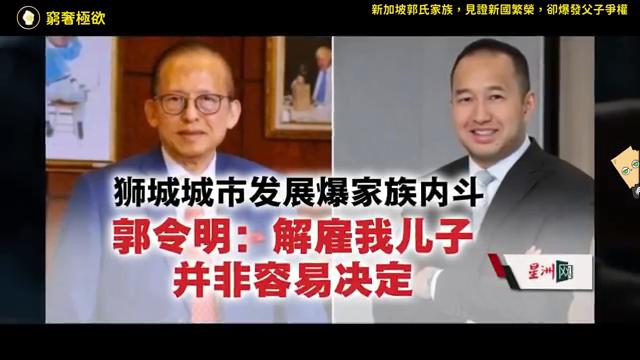 窮奢極欲
新加坡郭氏家族，見證新國繁榮，卻爆發父子爭權
狮城城市发展爆家族内斗
郭令明：解雇我儿子
并非容易决定
星洲网